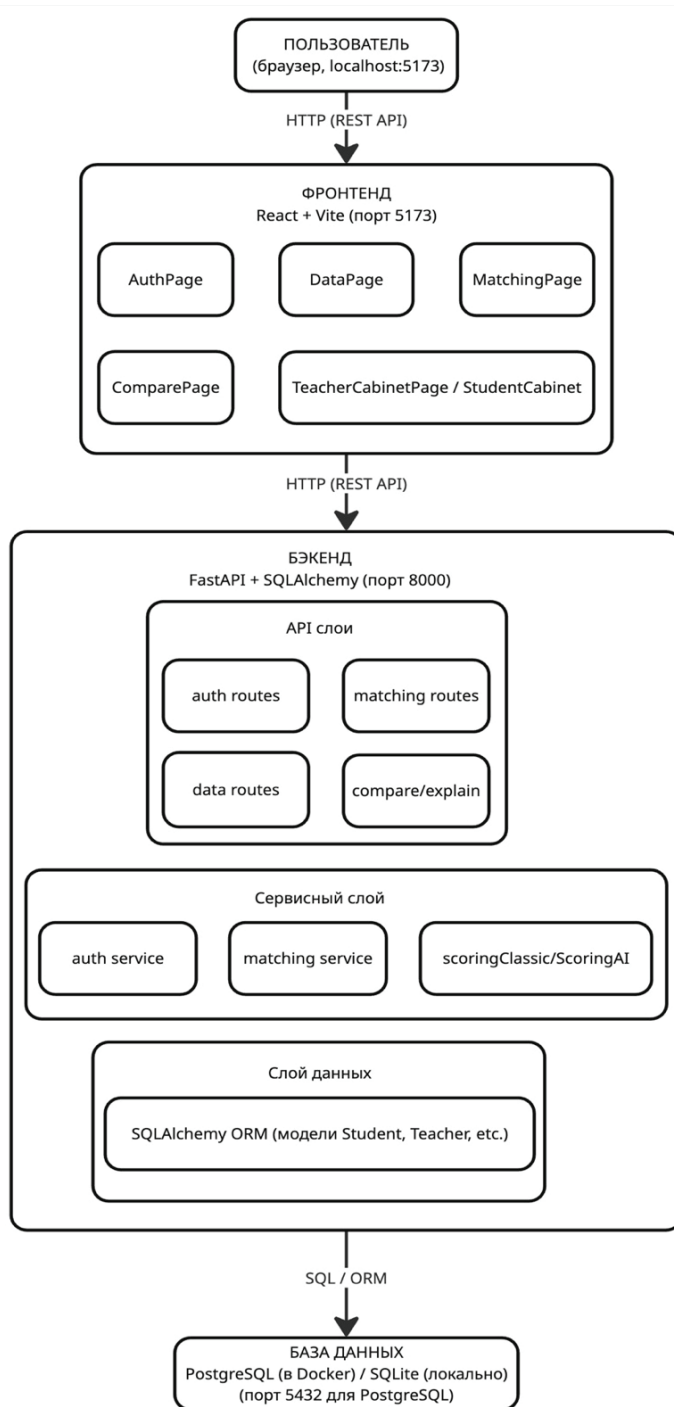 ПОЛЬЗОВАТЕЛЬ
(браузер, localhost:5173)
HTTP (REST API)
ФРОНТЕНД
React + Vite (порт 5173)
AuthPage
DataPage
MatchingPage
ComparePage
TeacherCabinetPage / StudentCabinet
HTTP (REST API)
БЭКЕНД
FastAPI + SQLAlchemy (порт 8000)
API слои
auth routes
matching routes
data routes
compare/explain
Сервисный слой
auth service
matching service
scoringClassic/ScoringAI
Слой данных
SQLAlchemy ORM (модели Student, Teacher, etc.)
SQL / ORM
БАЗА ДАННЫХ
PostgreSQL (в Docker) / SQLite (локально)
(порт 5432 для PostgreSQL)